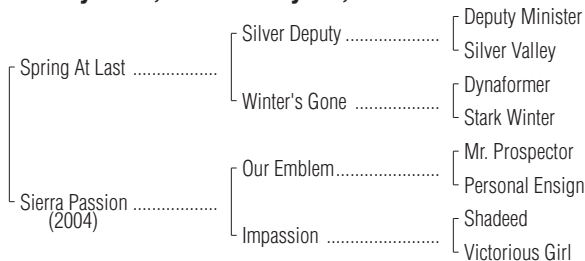 Deputy Minister
Silver Deputy ..................
Silver Valley
Spring At Last ..................
Dynaformer
Winter's Gone ..................
Stark Winter
Mr. Prospector
Our Emblem......................
Personal Ensign
Sierra Passion ..................
(2004)
Shadeed
Impassion ........................
Victorious Girl